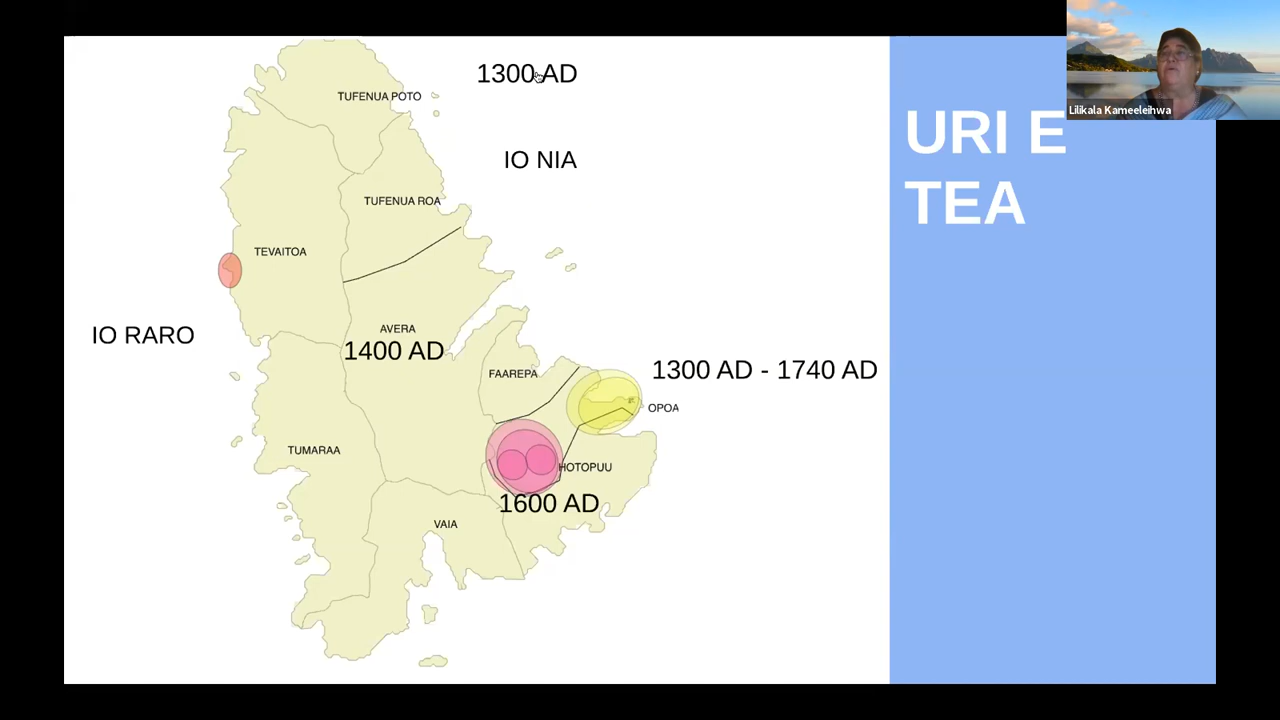 1300 AD
TUFENUA POTO
IO NIA
TUFENUA ROA
TEVAITOA
IO RARO
AVERA
1400 AD
FAAREPA
1300 AD - 1740 AD
OPOA
TUMARAA
HOTOPUU
1600 AD
VAIA
URI E
TEA
Lilikala Kameeleihwa